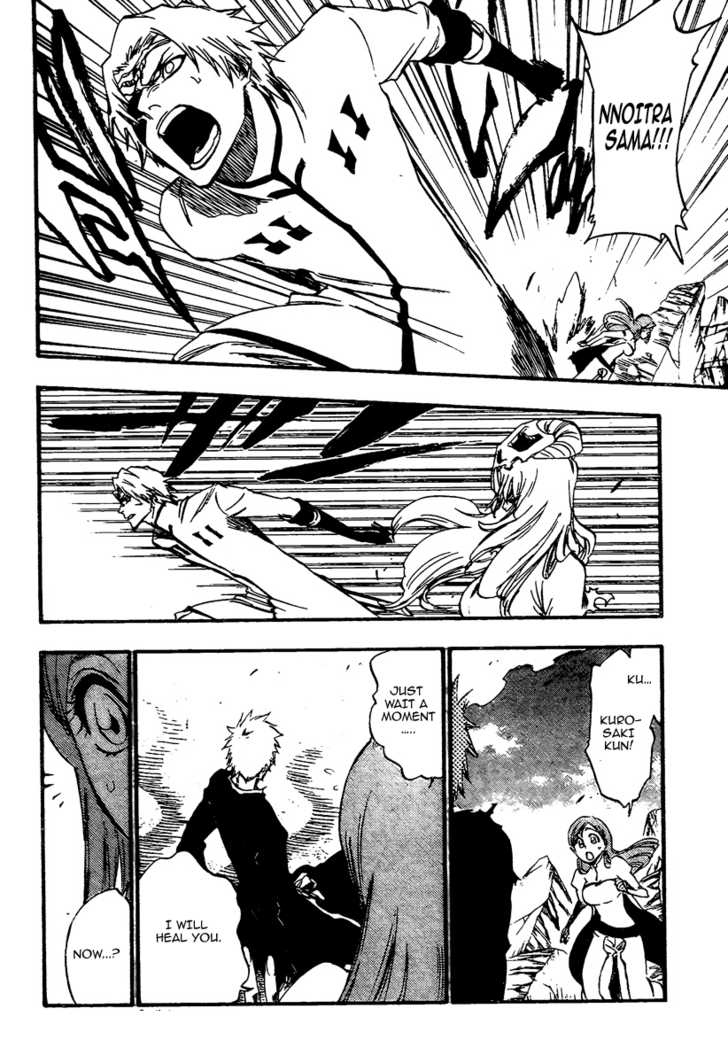 NNOITRA
SAMA!!!
KU...
KURO-
SAKI
KUN!
JUST
WAIT A
MOMENT
.....
I WILL
HEAL YOU.
NOW...?